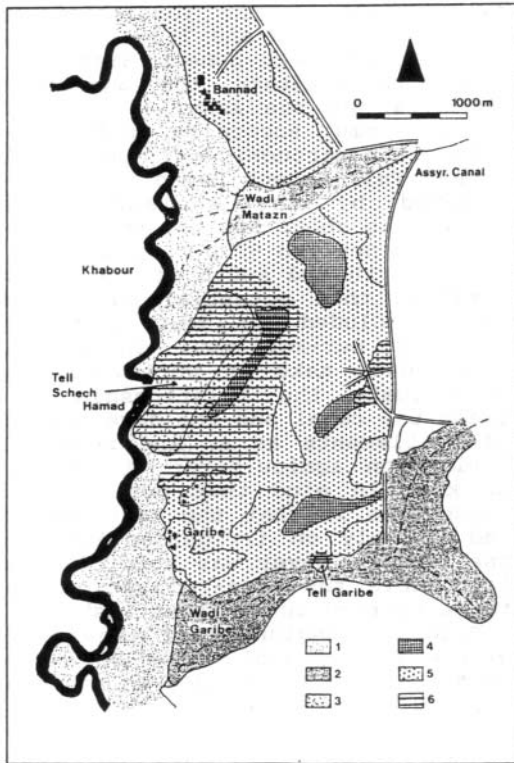 Bannad
0 1000 m
Assyr. Canal
Wadi
Matazn
Khabour
Tell
Schech
Hamad
Garibe
Tell Garibe
Wadi
Garibe
1 4
2 5
3 6